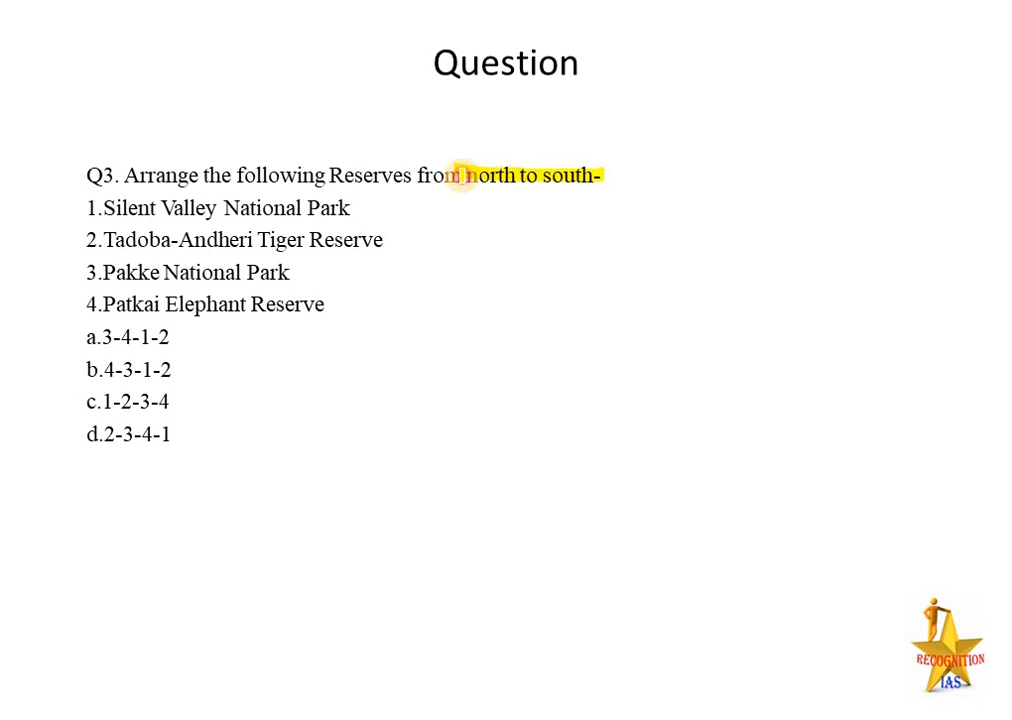 Question
Q3. Arrange the following Reserves from north to south-
1.Silent Valley National Park
2.Tadoba-Andheri Tiger Reserve
3.Pakke National Park
4.Patkai Elephant Reserve
a.3-4-1-2
b.4-3-1-2
c.1-2-3-4
d.2-3-4-1
RECOGNITION
IAS